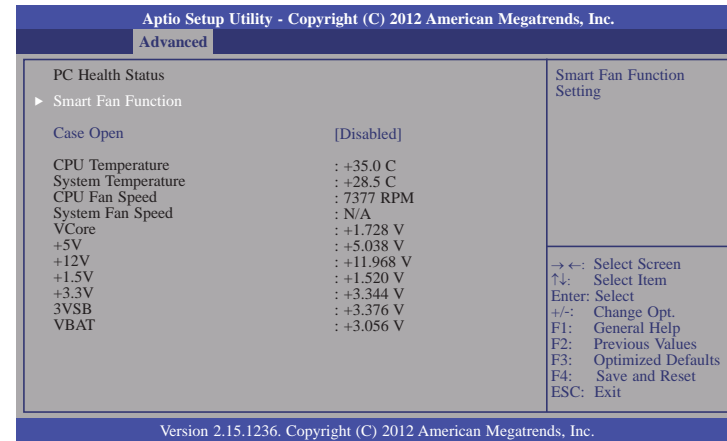 Aptio Setup Utility - Copyright (C) 2012 American Megatrends, Inc.
Advanced
PC Health Status
► Smart Fan Function
Case Open [Disabled]
CPU Temperature : +35.0 C
System Temperature : +28.5 C
CPU Fan Speed : 7377 RPM
System Fan Speed : N/A
VCore : +1.728 V
+5V : +5.038 V
+12V : +11.968 V
+1.5V : +1.520 V
+3.3V : +3.344 V
3VSB : +3.376 V
VBAT : +3.056 V
Smart Fan Function
Setting
→ ←: Select Screen
↑↓: Select Item
Enter: Select
+/-: Change Opt.
F1: General Help
F2: Previous Values
F3: Optimized Defaults
F4: Save and Reset
ESC: Exit
Version 2.15.1236. Copyright (C) 2012 American Megatrends, Inc.